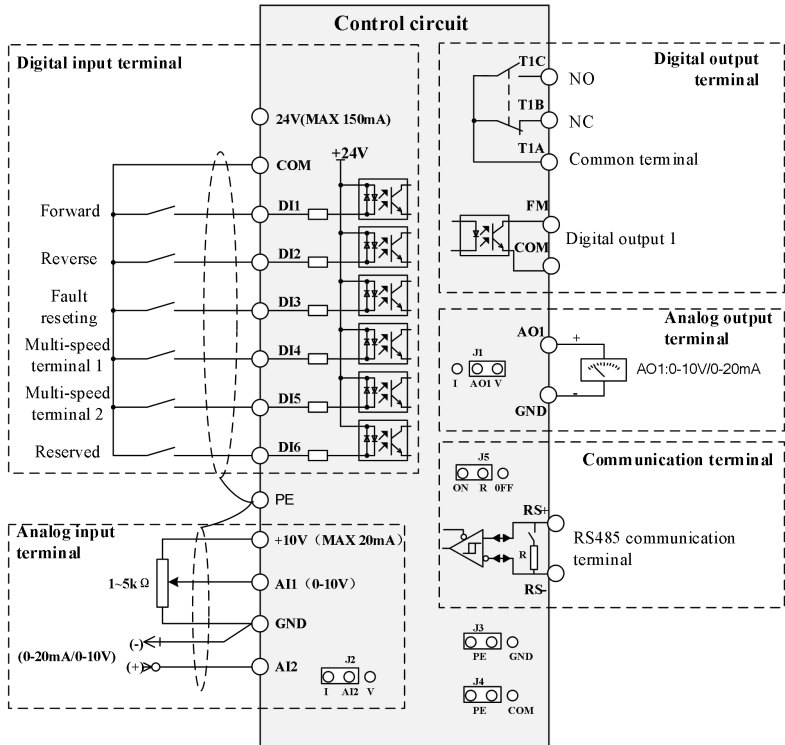 Control circuit
Digital input terminal
24V(MAX 150mA)
COM
+24V
Forward
DI1
Reverse
DI2
Fault
reseting
DI3
Multi-speed
terminal 1
DI4
Multi-speed
terminal 2
DI5
Reserved
DI6
PE
Analog input
terminal
+10V（MAX 20mA）
1~5kΩ
AI1（0-10V）
GND
(-)
(0-20mA/0-10V)
(+)
AI2
J2
I AI2 V
Digital output
terminal
T1C
NO
T1B
NC
T1A
Common terminal
FM
COM
Digital output 1
Analog output
terminal
AO1
+
J1
I AO1 V
AO1:0-10V/0-20mA
-
GND
Communication terminal
J5
ON R 0FF
RS+
R
RS485 communication
terminal
RS-
J3
PE GND
J4
PE COM